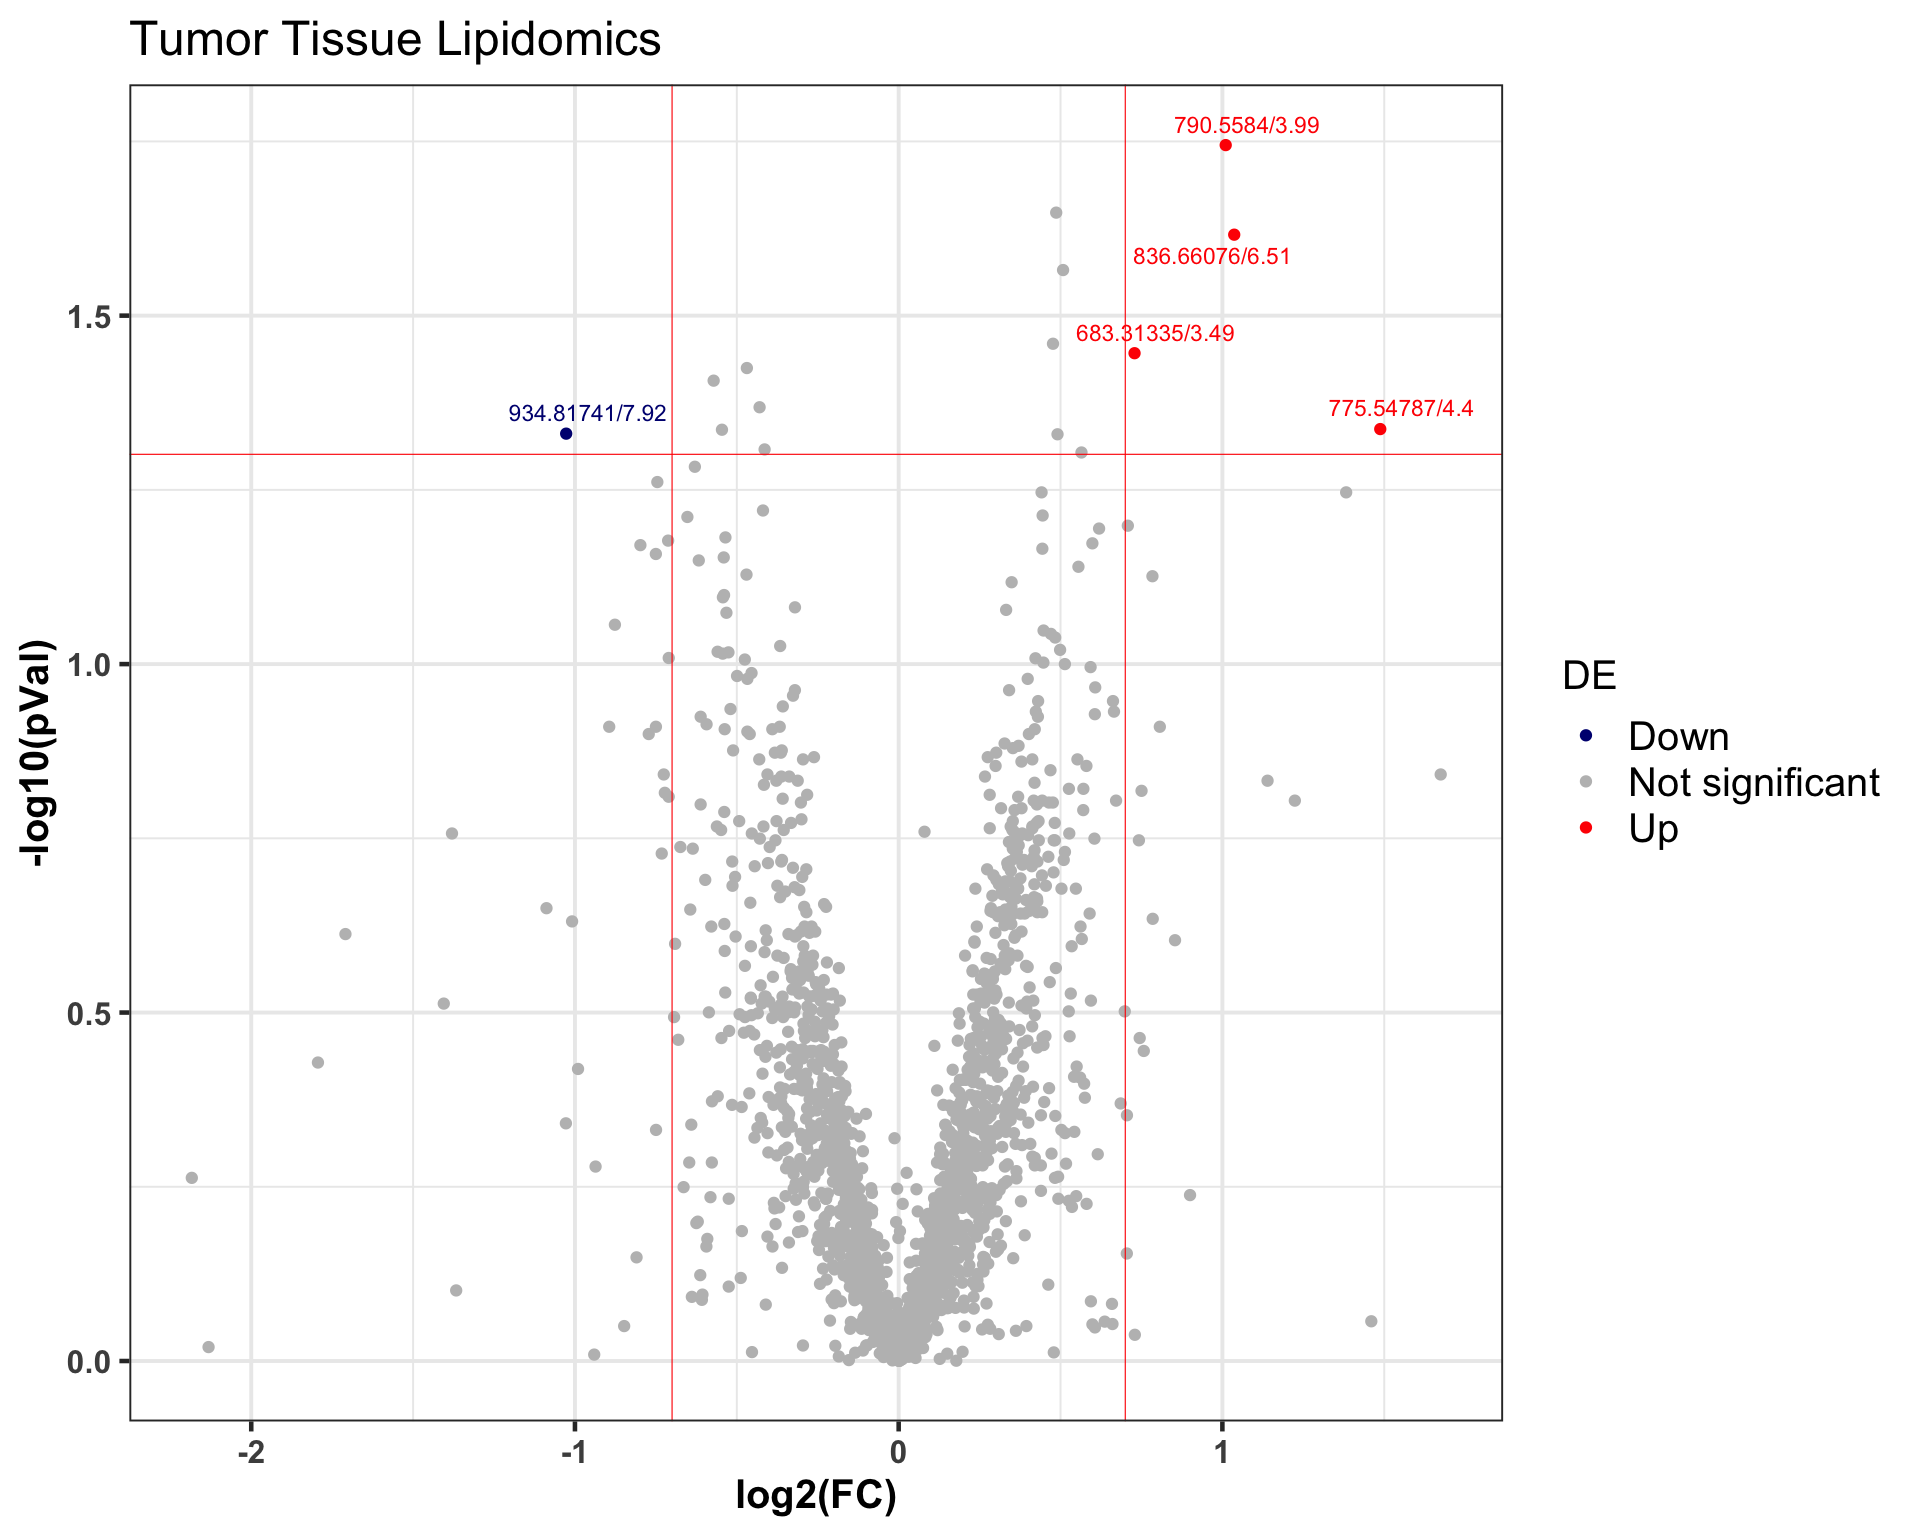 Tumor Tissue Lipidomics
790.5584/3.99
836.66076/6.51
683.31335/3.49
934.81741/7.92
775.54787/4.4
1.5
1.0
0.5
0.0
-log10(pVal)
-2
-1
0
1
log2(FC)
DE
Down
Not significant
Up